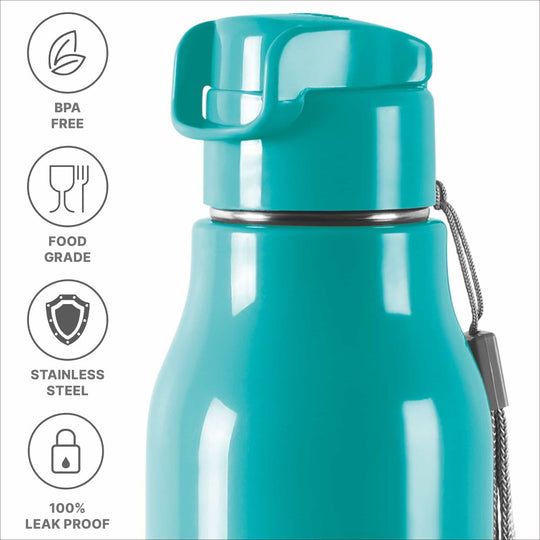 BPA
FREE
FOOD
GRADE
STAINLESS
STEEL
100%
LEAK PROOF